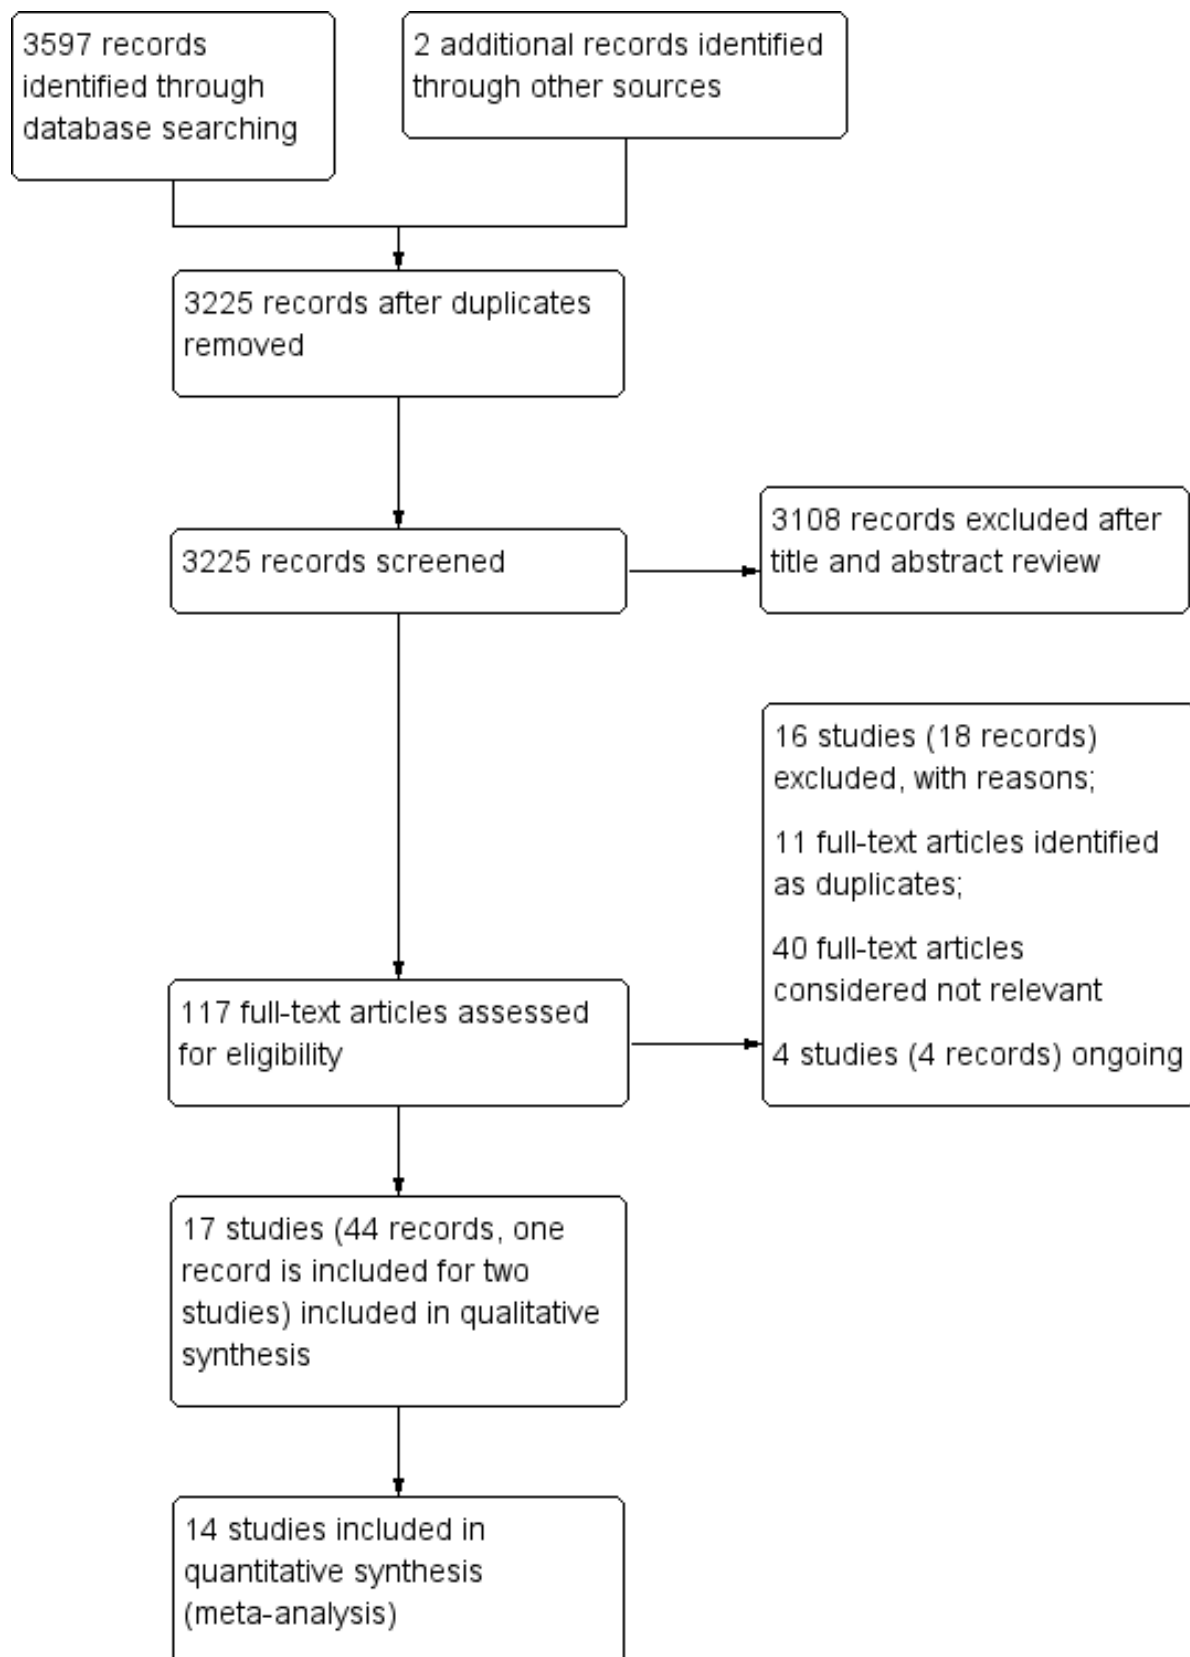 3597 records
identified through
database searching
2 additional records identified
through other sources
3225 records after duplicates
removed
3225 records screened
3108 records excluded after
title and abstract review
117 full-text articles assessed
for eligibility
16 studies (18 records)
excluded, with reasons;
11 full-text articles identified
as duplicates;
40 full-text articles
considered not relevant
4 studies (4 records) ongoing
17 studies (44 records, one
record is included for two
studies) included in qualitative
synthesis
14 studies included in
quantitative synthesis
(meta-analysis)